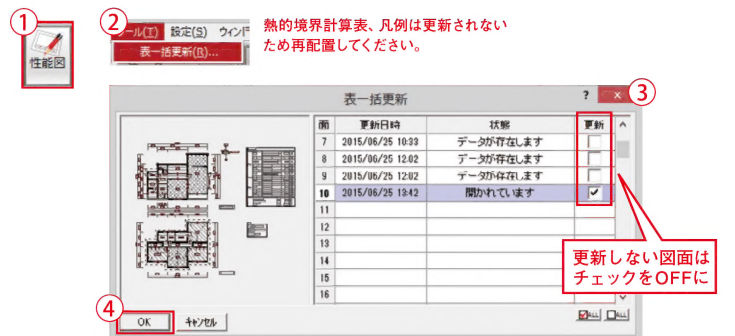 ①
性能図
②
ツール(T) 設定(S) ウィンド
表一括更新(R)...
熱的境界計算表、凡例は更新されない
ため再配置してください。
表一括更新
? x
③
面 更新日時 状態 更新
7 2015/06/25 10:33 データが存在します
8 2015/06/25 12:02 データが存在します
9 2015/06/25 12:02 データが存在します
10 2015/06/25 13:42 開かれています
11
12
13
14
15
16
更新しない図面は
チェックをOFFに
④
OK キャンセル
ALL ALL